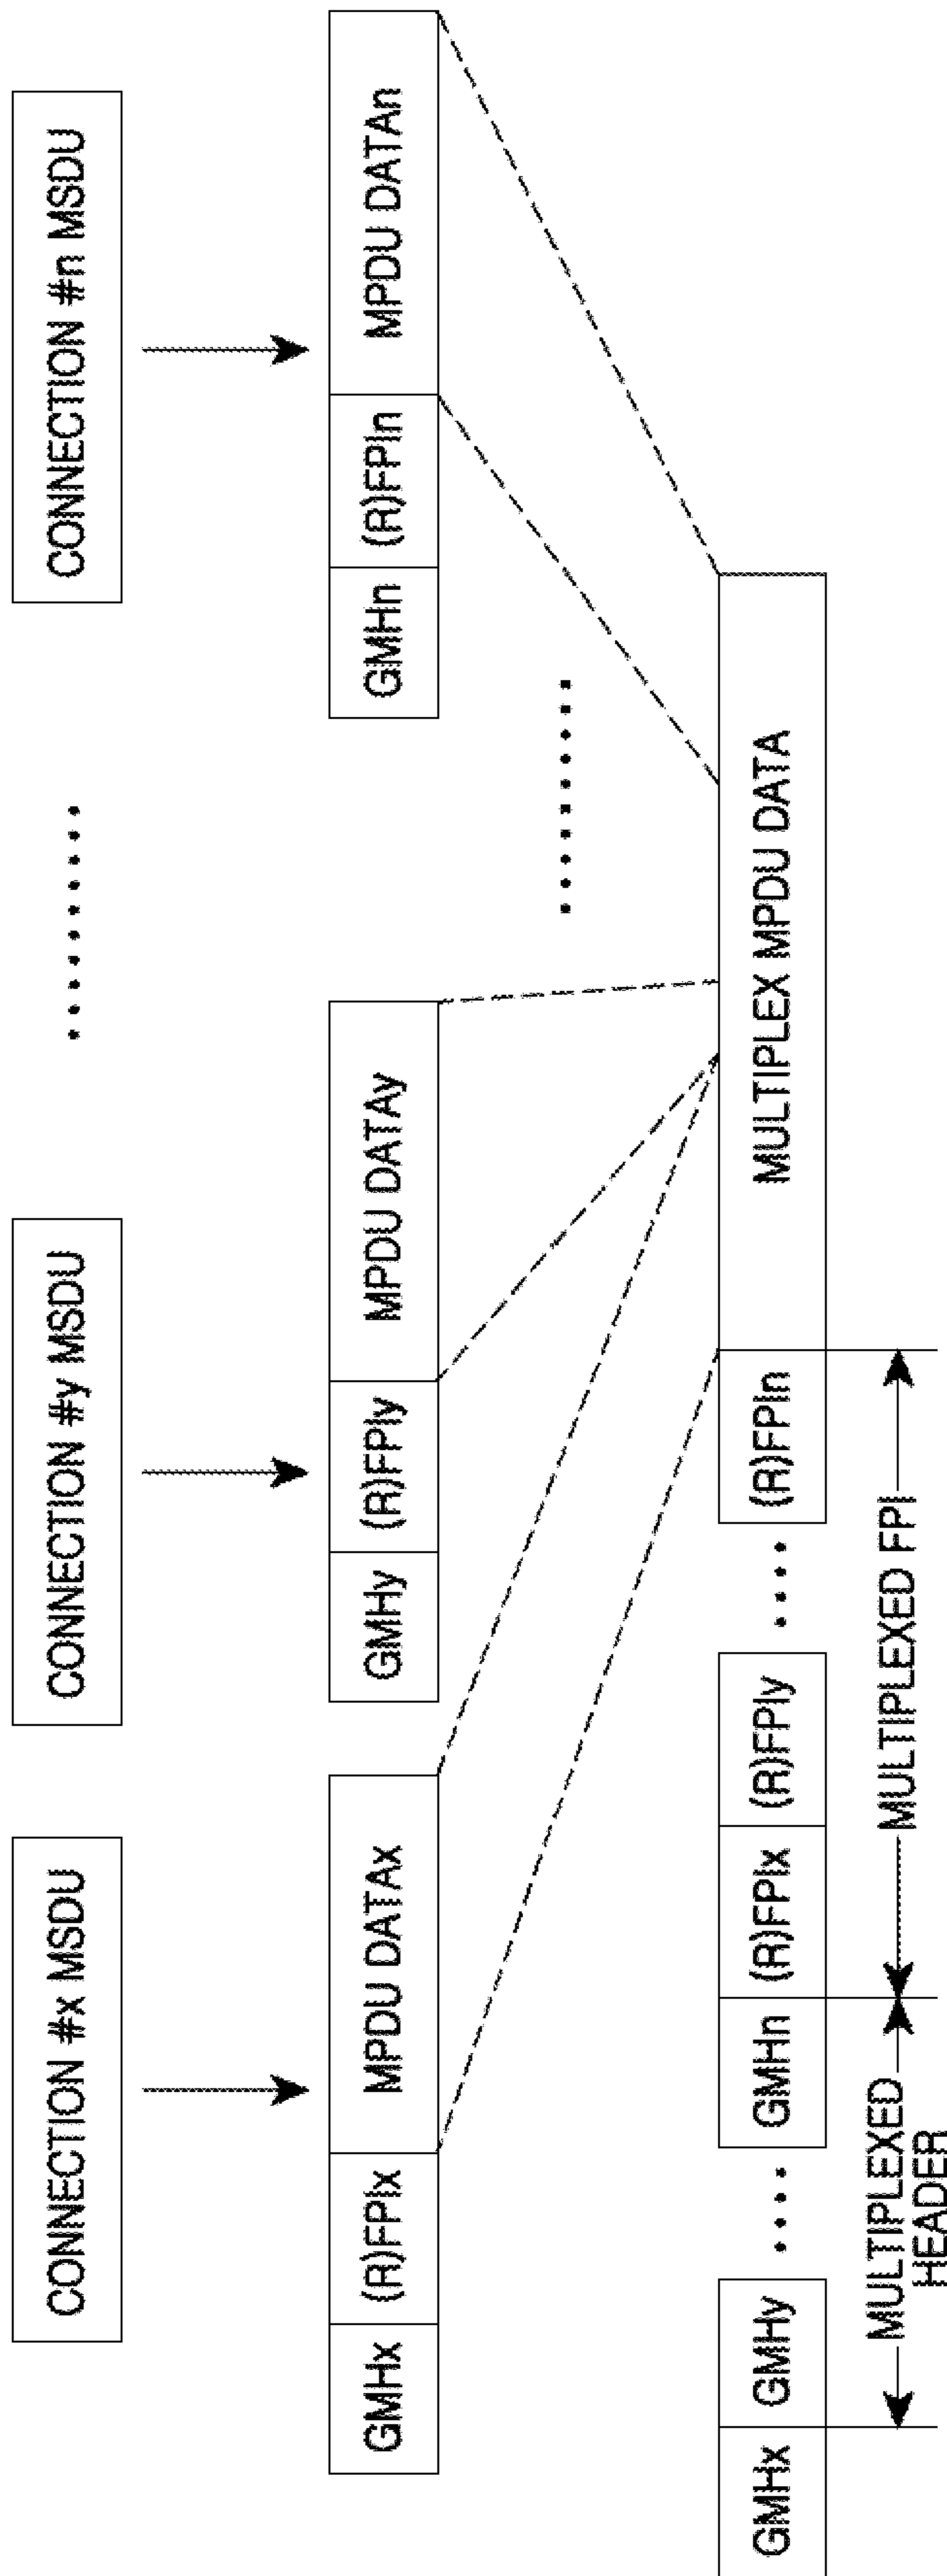 CONNECTION #x MSDU
CONNECTION #y MSDU
........
CONNECTION #n MSDU
GMHx
(R)FPIx
MPDU DATAx
GMHy
(R)FPIy
MPDU DATAy
GMHn
(R)FPIn
MPDU DATAn
........
GMHx
GMHy
....
GMHn
(R)FPIx
(R)FPIy
....
(R)FPIn
MULTIPLEX MPDU DATA
MULTIPLEXED
HEADER
MULTIPLEXED FPI